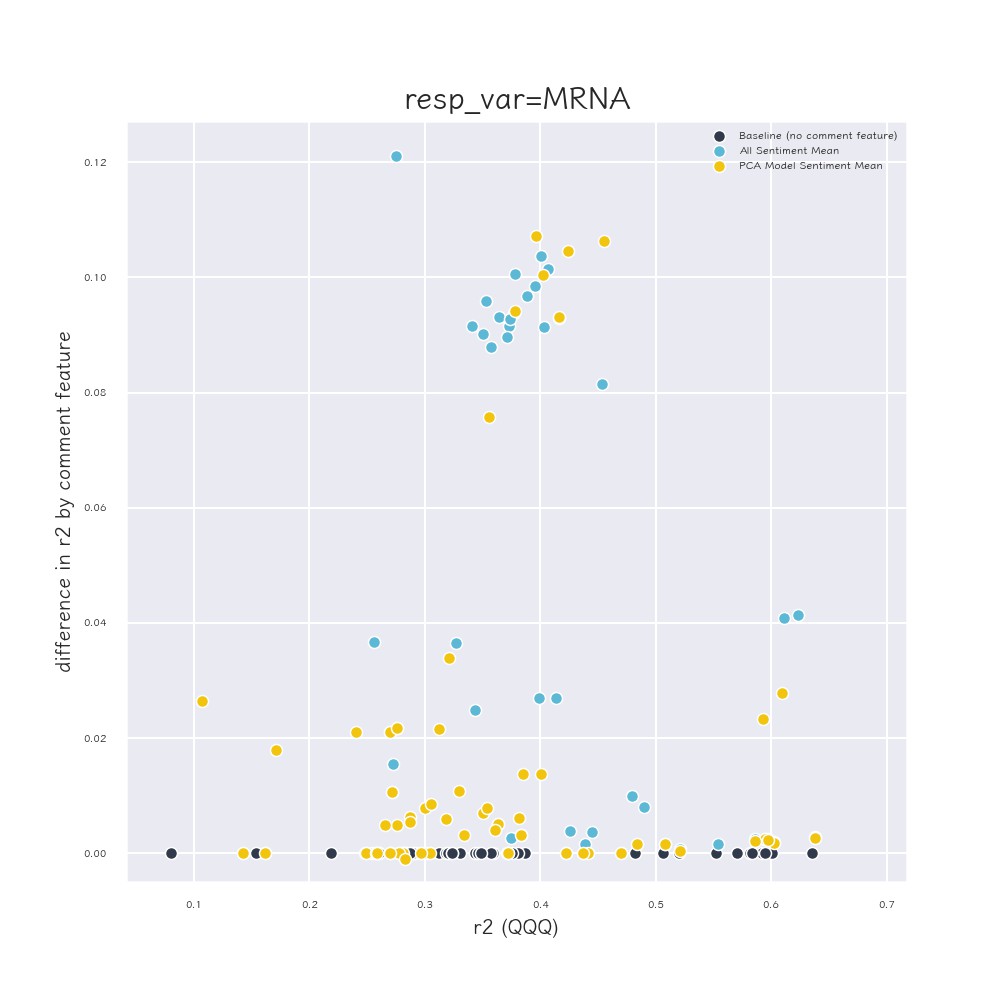 resp_var=MRNA
Baseline (no comment feature)
All Sentiment Mean
PCA Model Sentiment Mean
difference in r2 by comment feature
0.12
0.10
0.08
0.06
0.04
0.02
0.00
0.1 0.2 0.3 0.4 0.5 0.6 0.7
r2 (QQQ)